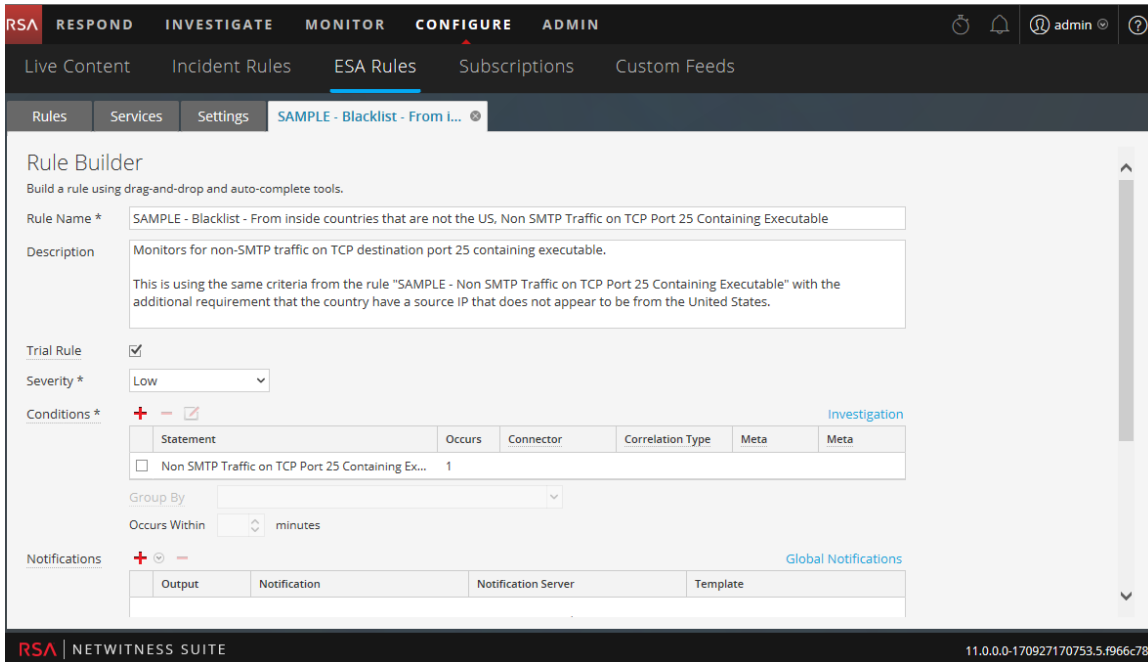 RSA RESPOND INVESTIGATE MONITOR CONFIGURE ADMIN admin ?
Live Content Incident Rules ESA Rules Subscriptions Custom Feeds
Rules Services Settings SAMPLE - Blacklist - From i...
Rule Builder
Build a rule using drag-and-drop and auto-complete tools.
Rule Name * SAMPLE - Blacklist - From inside countries that are not the US, Non SMTP Traffic on TCP Port 25 Containing Executable
Description Monitors for non-SMTP traffic on TCP destination port 25 containing executable.
This is using the same criteria from the rule "SAMPLE - Non SMTP Traffic on TCP Port 25 Containing Executable" with the
additional requirement that the country have a source IP that does not appear to be from the United States.
Trial Rule
Severity * Low
Conditions * Investigation
Statement Occurs Connector Correlation Type Meta Meta
Non SMTP Traffic on TCP Port 25 Containing Ex... 1
Group By
Occurs Within minutes
Notifications Global Notifications
Output Notification Notification Server Template
RSA NETWITNESS SUITE 11.0.0.0-170927170753.5.f966c78